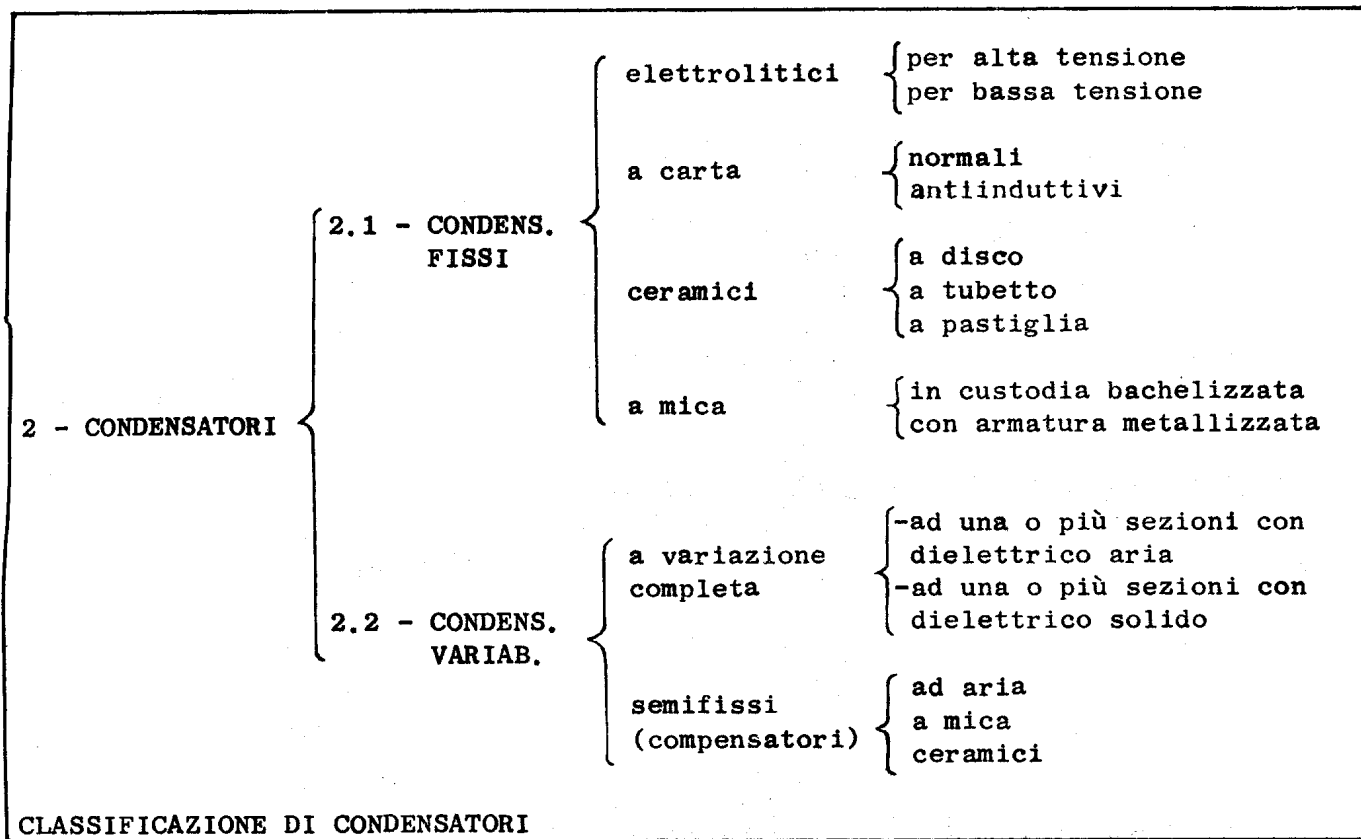 elettrolitici
per alta tensione
per bassa tensione
a carta
normali
antiinduttivi
2.1 - CONDENS.
FISSI
ceramici
a disco
a tubetto
a pastiglia
a mica
in custodia bachelizzata
con armatura metallizzata
2 - CONDENSATORI
2.2 - CONDENS.
VARIAB.
a variazione
completa
-ad una o più sezioni con
dielettrico aria
-ad una o più sezioni con
dielettrico solido
semifissi
(compensatori)
ad aria
a mica
ceramici
CLASSIFICAZIONE DI CONDENSATORI